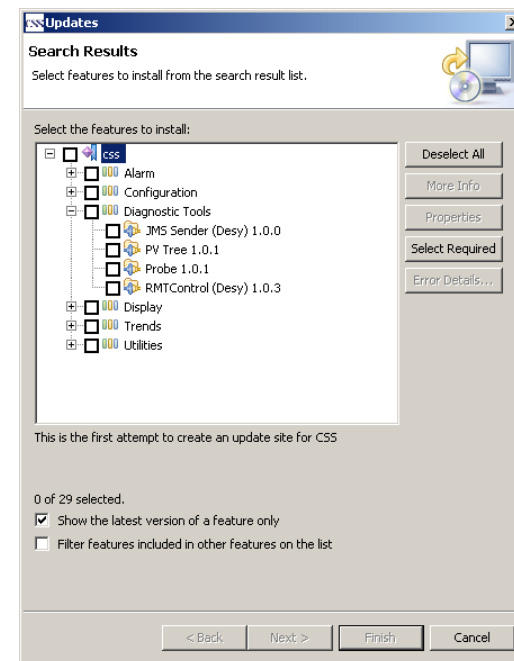 css Updates
Search Results
Select features to install from the search result list.
Select the features to install:
css
Alarm
Configuration
Diagnostic Tools
JMS Sender (Desy) 1.0.0
PV Tree 1.0.1
Probe 1.0.1
RMTControl (Desy) 1.0.3
Display
Trends
Utilities
Deselect All
More Info
Properties
Select Required
Error Details...
This is the first attempt to create an update site for CSS
0 of 29 selected.
Show the latest version of a feature only
Filter features included in other features on the list
< Back
Next >
Finish
Cancel